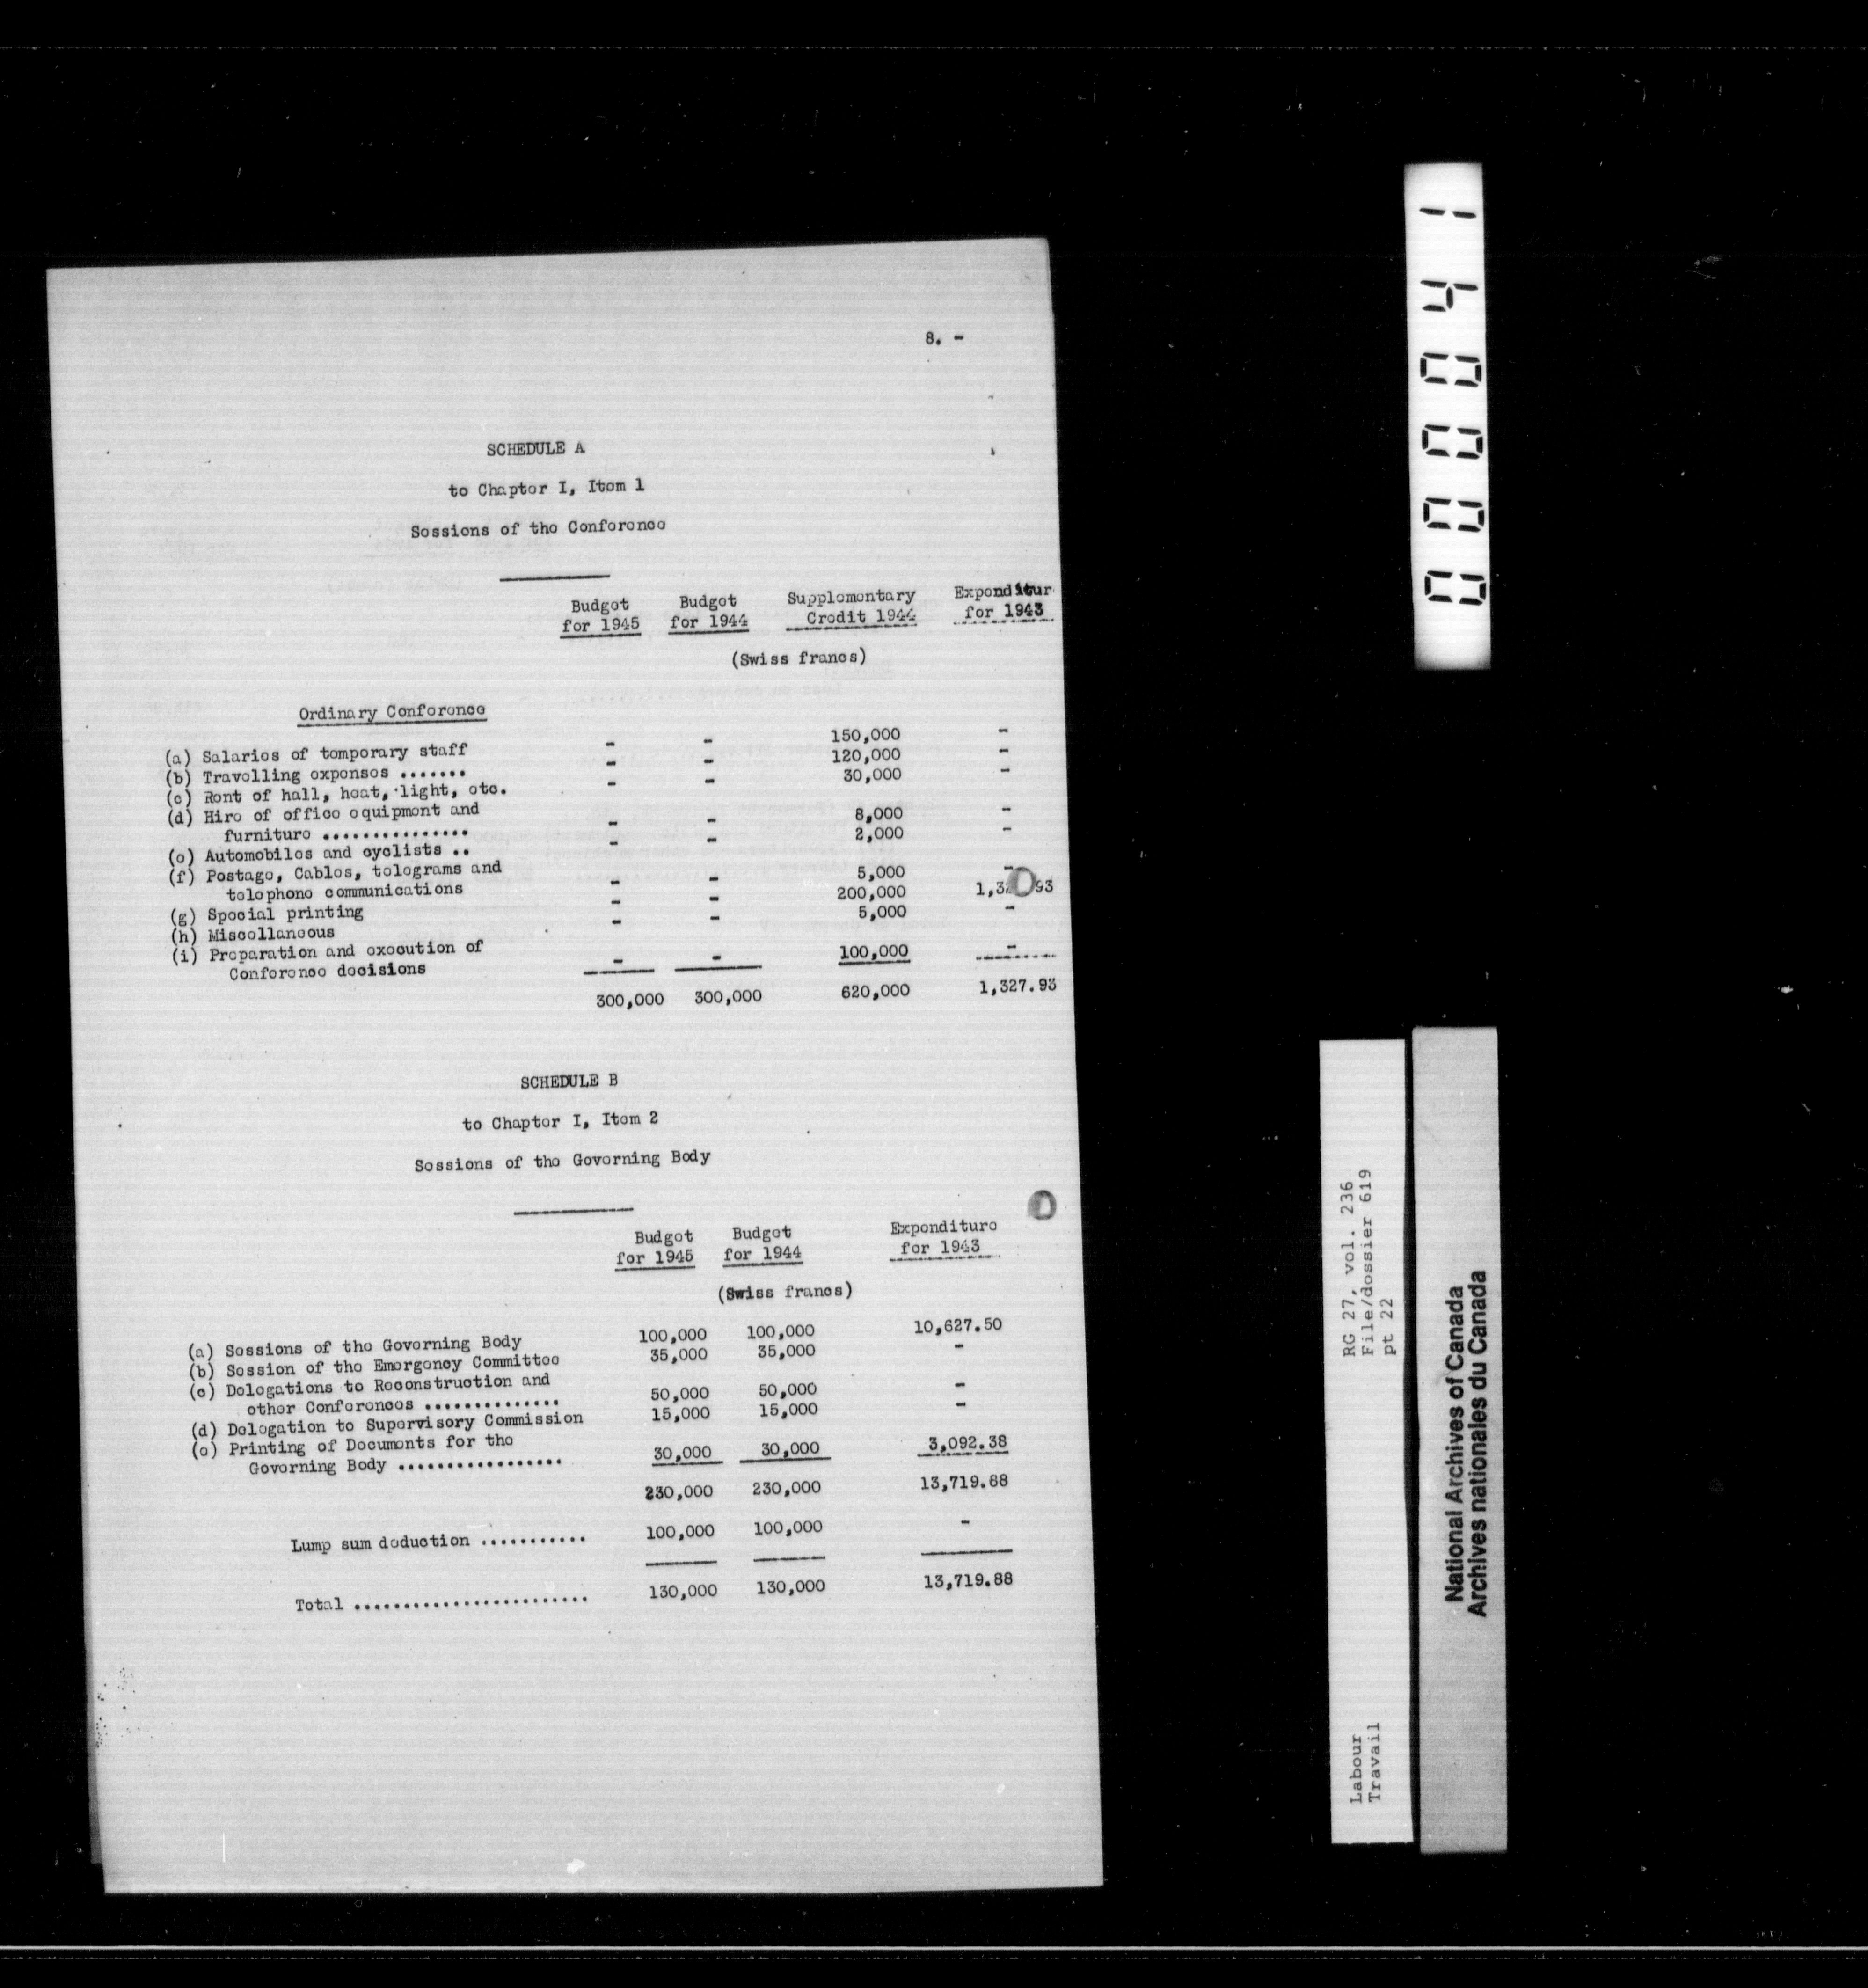 8. -
SCHEDULE A
to Chapter I, Item 1
Sessions of the Conference
Budget for 1945 Budget for 1944 Supplementary Credit 1944 Expenditur for 1943
(Swiss francs)
Ordinary Conference
(a) Salaries of temporary staff - - 150,000 -
(b) Travelling expenses ....... - - 120,000 -
(c) Rent of hall, heat, light, etc. - - 30,000 -
(d) Hire of office equipment and
furniture ............... - - 8,000 -
(e) Automobiles and cyclists .. - - 2,000 -
(f) Postage, Cables, telegrams and
telephone communications - - 5,000 -
(g) Special printing - - 200,000 1,32 93
(h) Miscellaneous - - 5,000 -
(i) Preparation and execution of
Conference decisions - - 100,000 -
300,000 300,000 620,000 1,327.93
SCHEDULE B
to Chapter I, Item 2
Sessions of the Governing Body
Budget for 1945 Budget for 1944 Expenditure for 1943
(Swiss francs)
(a) Sessions of the Governing Body 100,000 100,000 10,627.50
(b) Session of the Emergency Committee 35,000 35,000 -
(c) Delegations to Reconstruction and
other Conferences .............. 50,000 50,000 -
(d) Delegation to Supervisory Commission 15,000 15,000 -
(e) Printing of Documents for the
Governing Body ................. 30,000 30,000 3,092.38
230,000 230,000 13,719.88
Lump sum deduction ........... 100,000 100,000 -
Total ........................ 130,000 130,000 13,719.88
000041
RG 27, vol. 236
File/dossier 619
pt 22
Labour
Travail
National Archives of Canada
Archives nationales du Canada